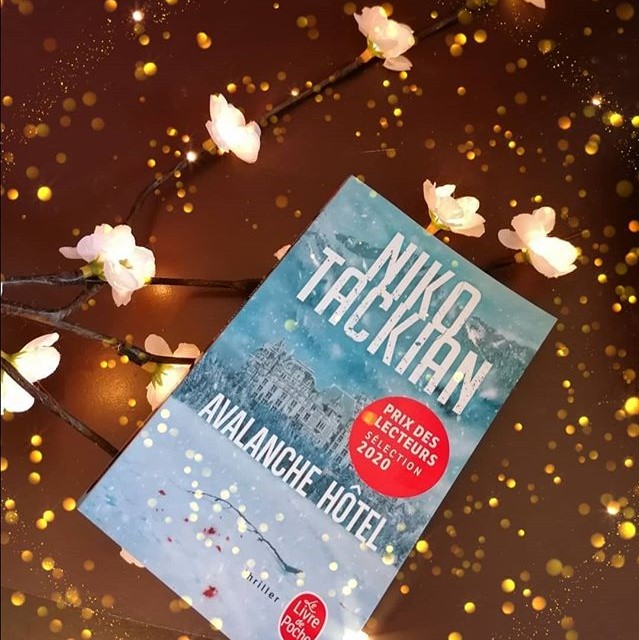 NIKO
TACKIAN
PRIX DES
LECTEURS
SÉLECTION
2020
AVALANCHE HÔTEL
thriller
Le
Livre
de
Poche